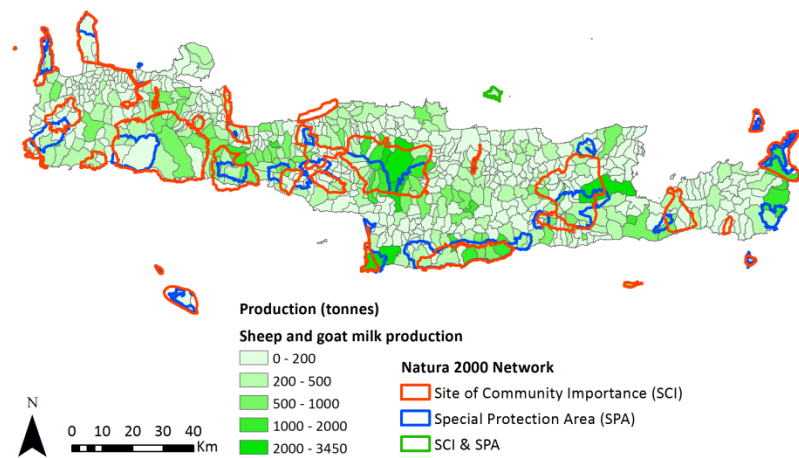 Production (tonnes)
Sheep and goat milk production
0 - 200
200 - 500
500 - 1000
1000 - 2000
2000 - 3450
Natura 2000 Network
Site of Community Importance (SCI)
Special Protection Area (SPA)
SCI & SPA
N
0 10 20 30 40
Km